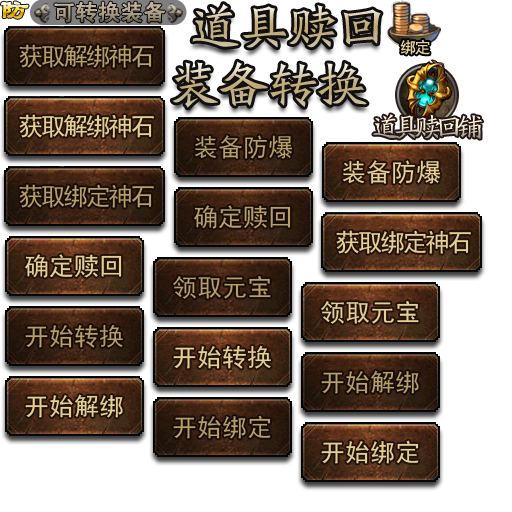 防
可转换装备
道具赎回
绑定
获取解绑神石
装备转换
道具赎回铺
获取解绑神石
装备防爆
装备防爆
获取绑定神石
确定赎回
获取绑定神石
确定赎回
领取元宝
领取元宝
开始转换
开始转换
开始解绑
开始解绑
开始绑定
开始绑定